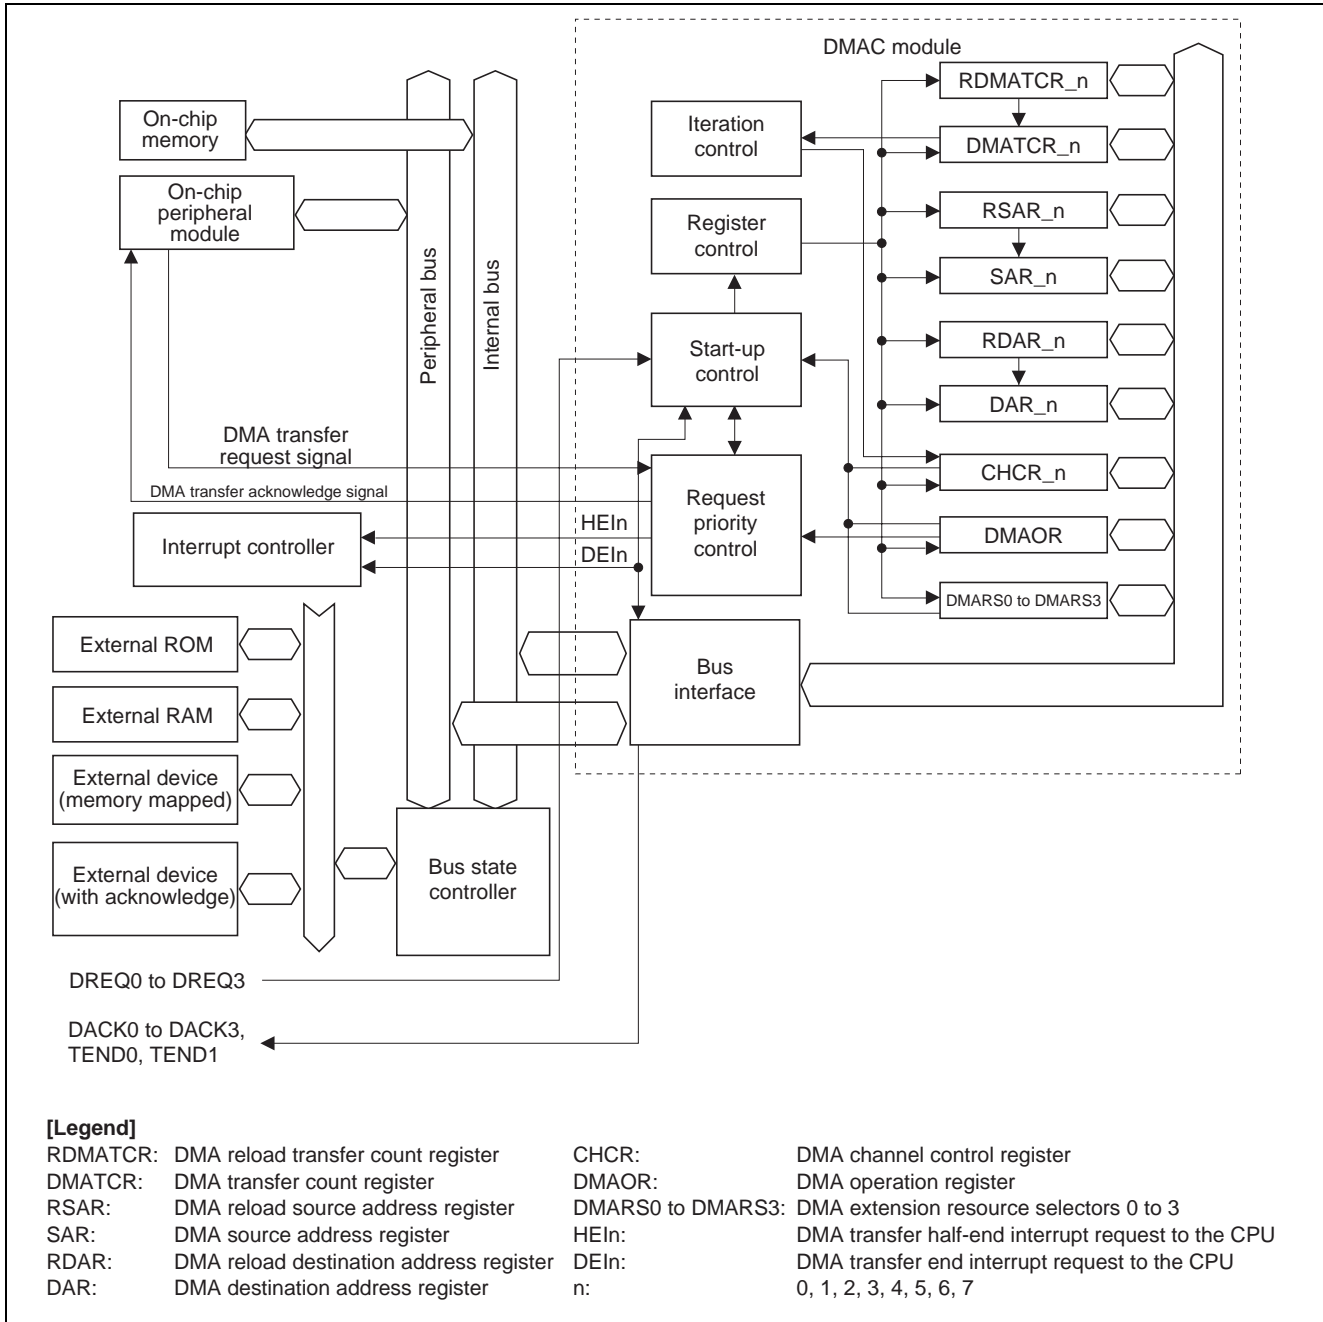 DMAC module
On-chip
memory
On-chip
peripheral
module
Peripheral bus
Internal bus
Iteration
control
Register
control
Start-up
control
Request
priority
control
RDMATCR_n
DMATCR_n
RSAR_n
SAR_n
RDAR_n
DAR_n
CHCR_n
DMAOR
DMARS0 to DMARS3
DMA transfer
request signal
DMA transfer acknowledge signal
HEIn
DEIn
Interrupt controller
External ROM
External RAM
External device
(memory mapped)
External device
(with acknowledge)
Bus state
controller
Bus
interface
DREQ0 to DREQ3
DACK0 to DACK3,
TEND0, TEND1
[Legend]
RDMATCR: DMA reload transfer count register
DMATCR: DMA transfer count register
RSAR: DMA reload source address register
SAR: DMA source address register
RDAR: DMA reload destination address register
DAR: DMA destination address register
CHCR: DMA channel control register
DMAOR: DMA operation register
DMARS0 to DMARS3: DMA extension resource selectors 0 to 3
HEIn: DMA transfer half-end interrupt request to the CPU
DEIn: DMA transfer end interrupt request to the CPU
n: 0, 1, 2, 3, 4, 5, 6, 7